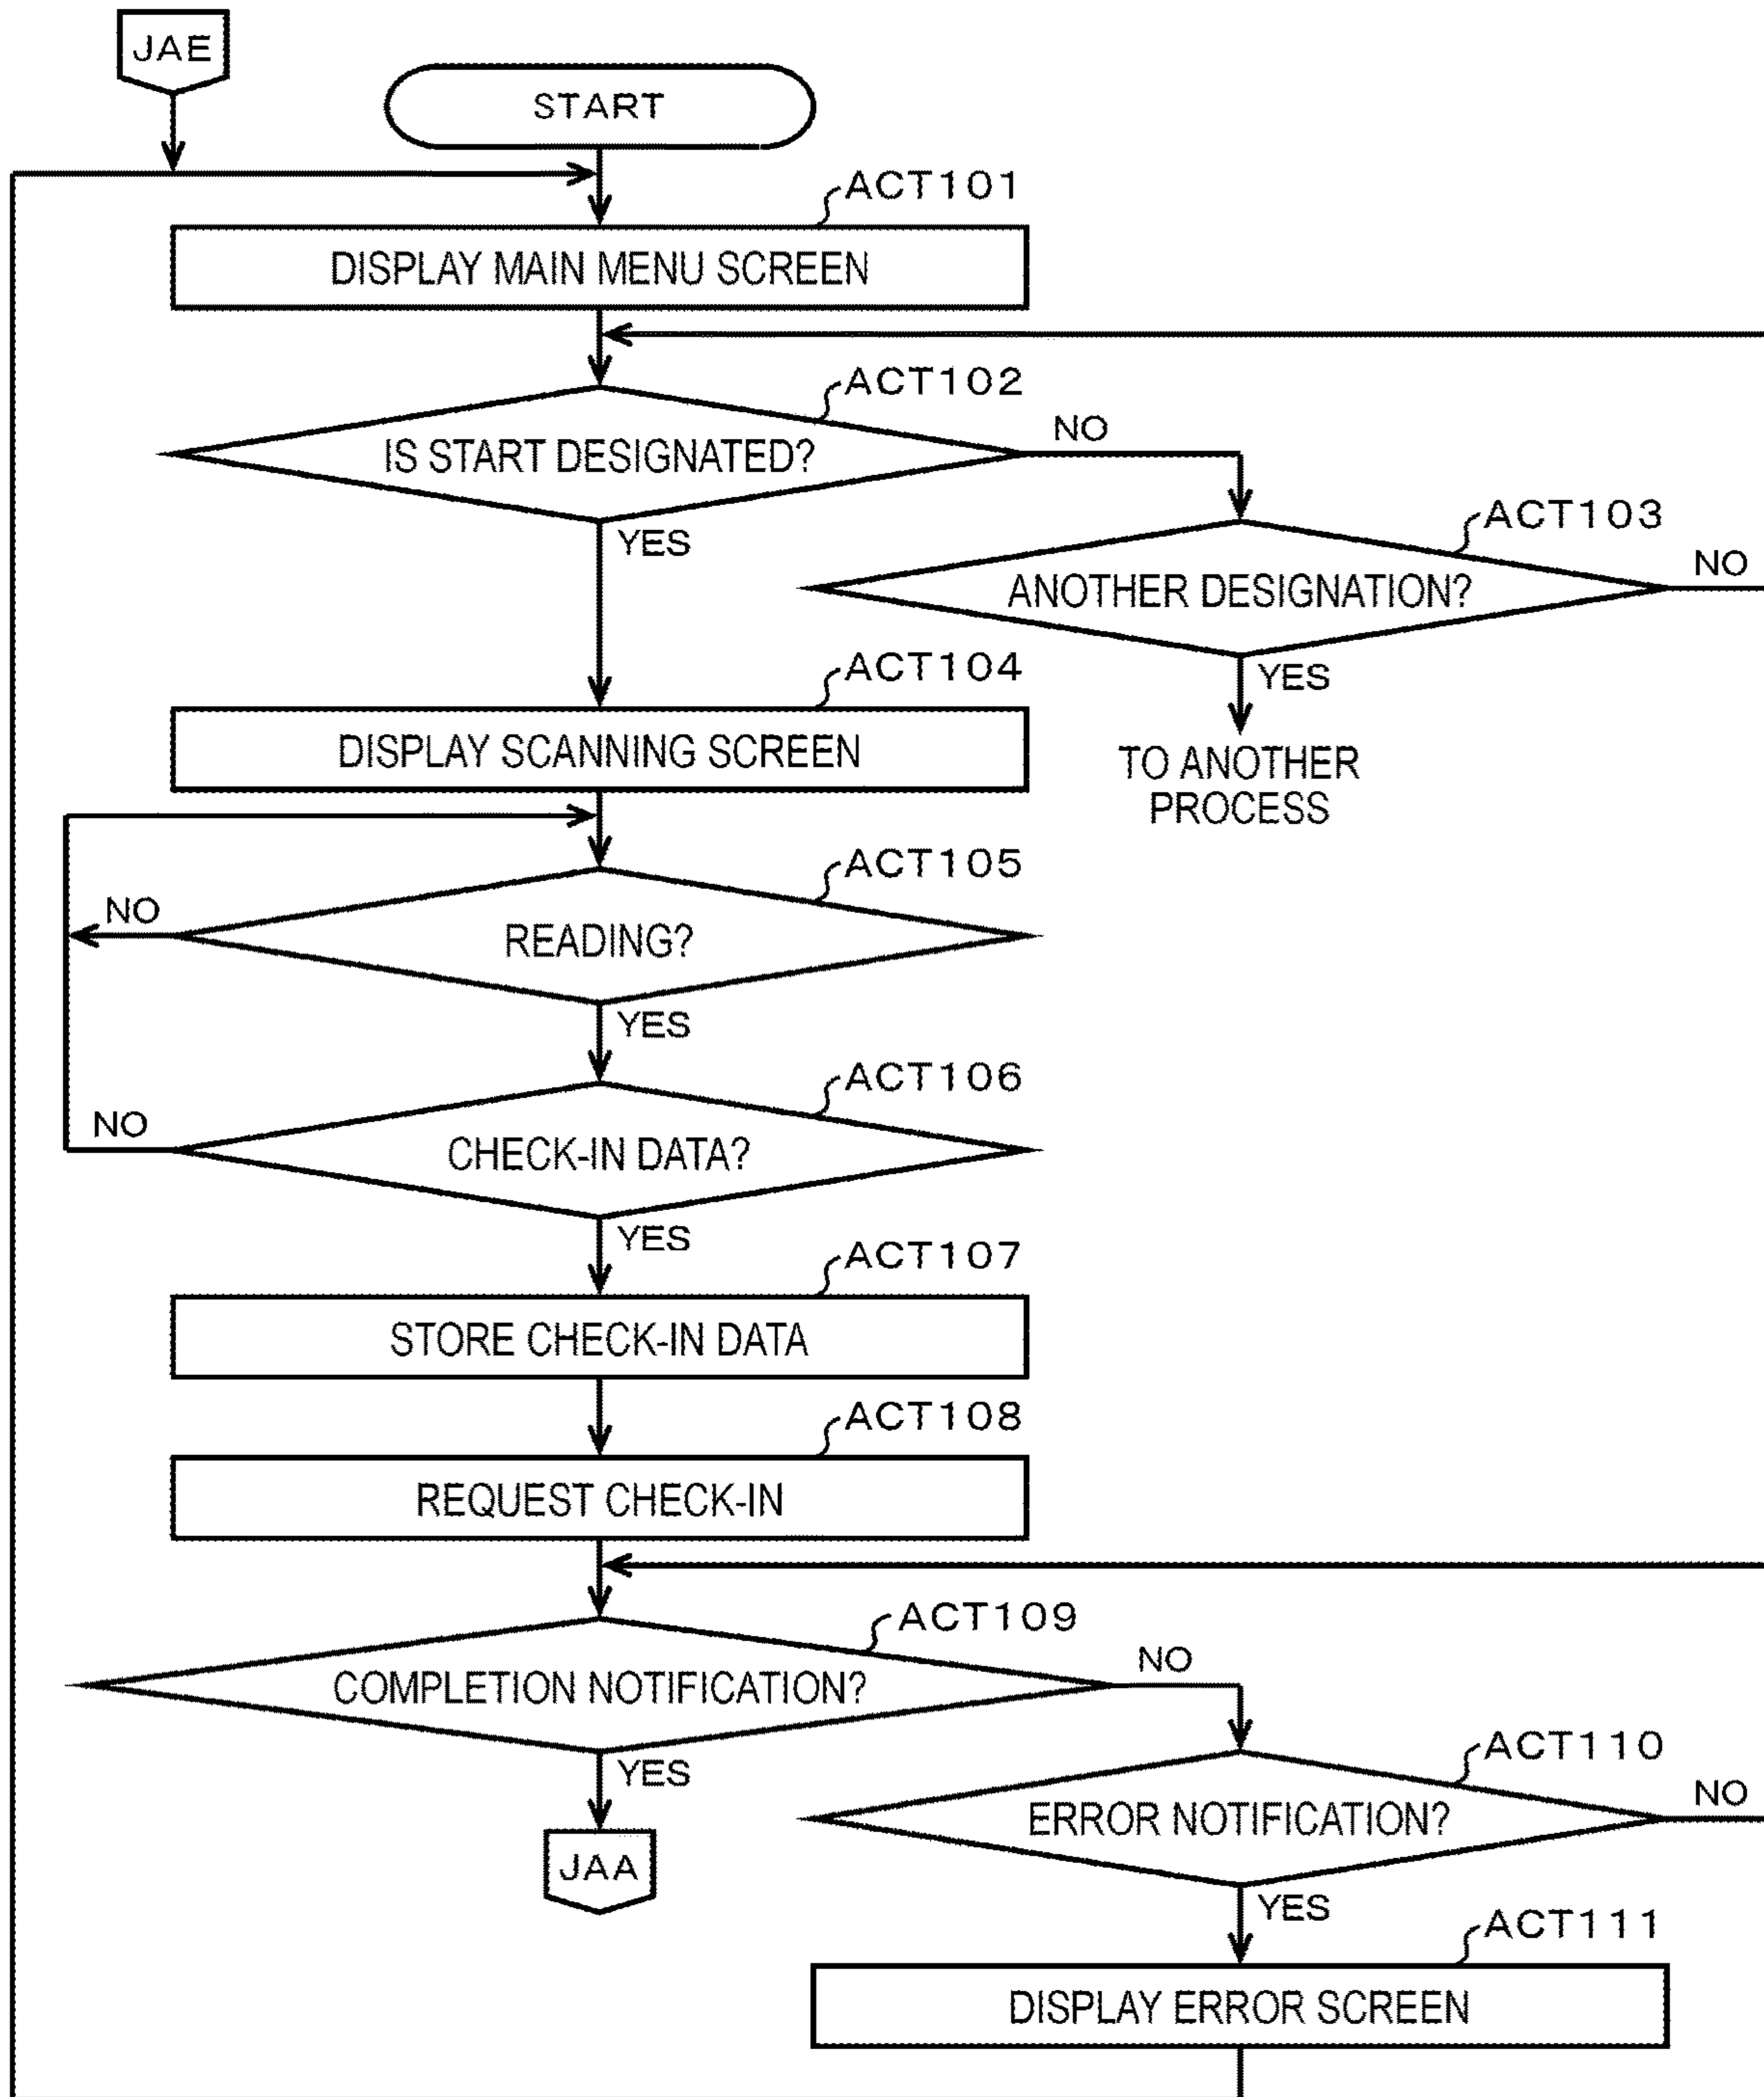 JAE
START
ACT101
DISPLAY MAIN MENU SCREEN
ACT102
IS START DESIGNATED?
NO
YES
ACT103
ANOTHER DESIGNATION?
NO
YES
TO ANOTHER
PROCESS
ACT104
DISPLAY SCANNING SCREEN
ACT105
READING?
NO
YES
ACT106
CHECK-IN DATA?
NO
YES
ACT107
STORE CHECK-IN DATA
ACT108
REQUEST CHECK-IN
ACT109
COMPLETION NOTIFICATION?
NO
YES
JAA
ACT110
ERROR NOTIFICATION?
NO
YES
ACT111
DISPLAY ERROR SCREEN